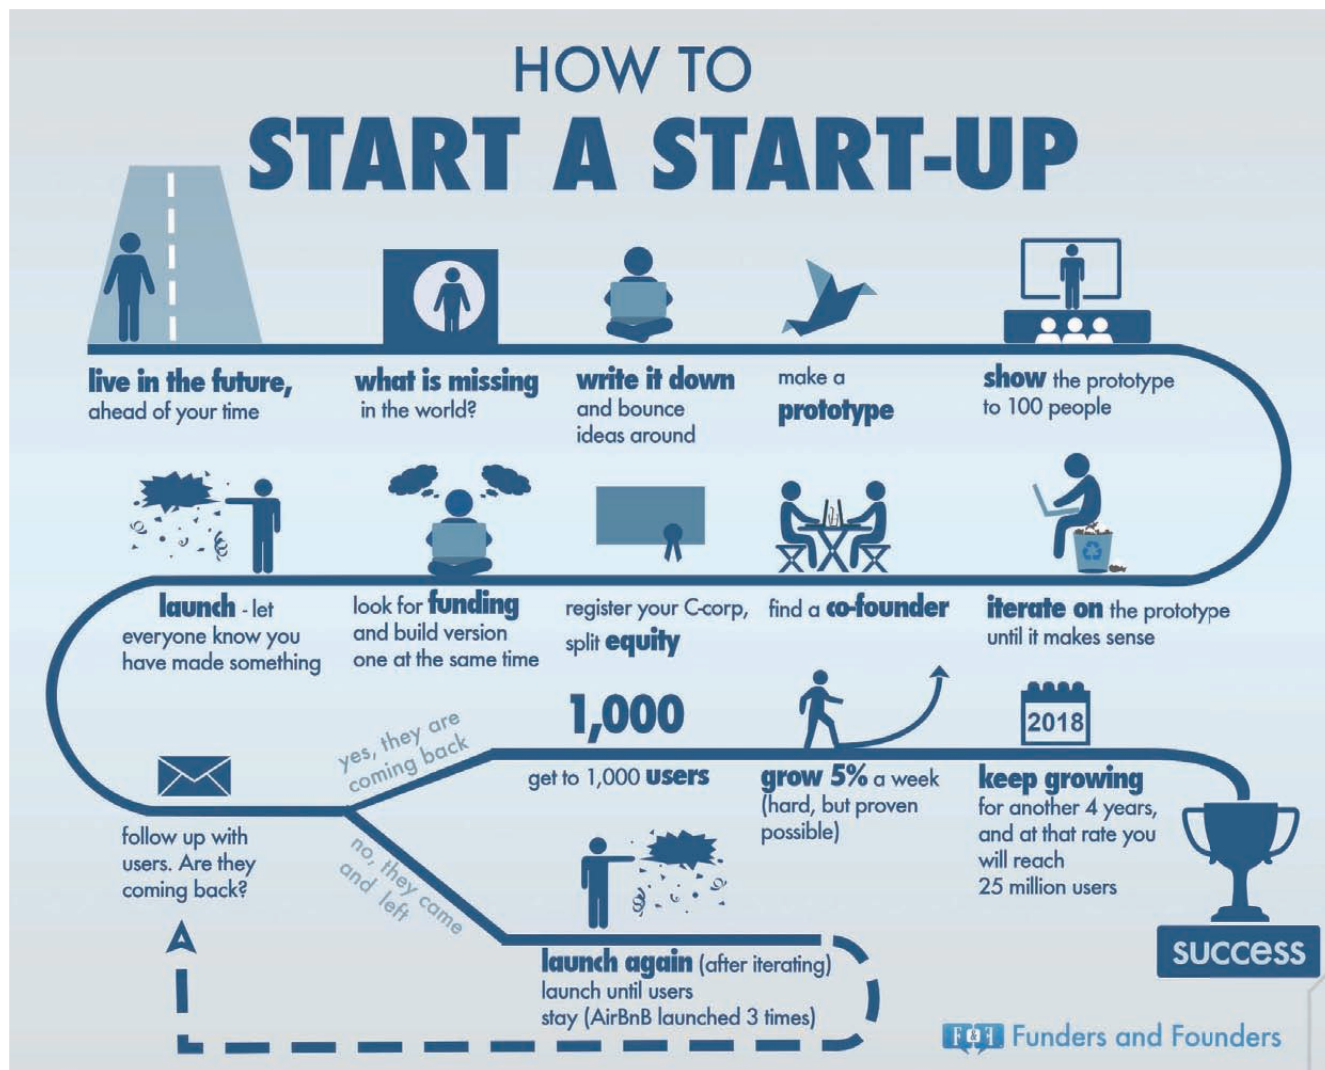 HOW TO
START A START-UP
live in the future,
ahead of your time
what is missing
in the world?
write it down
and bounce
ideas around
make a
prototype
show the prototype
to 100 people
iterate on the prototype
until it makes sense
find a co-founder
register your C-corp,
split equity
look for funding
and build version
one at the same time
launch - let
everyone know you
have made something
follow up with
users. Are they
coming back?
yes, they are
coming back
1,000
get to 1,000 users
grow 5% a week
(hard, but proven
possible)
2018
keep growing
for another 4 years,
and at that rate you
will reach
25 million users
success
no, they came
and left
launch again (after iterating)
launch until users
stay (AirBnB launched 3 times)
F&F Funders and Founders